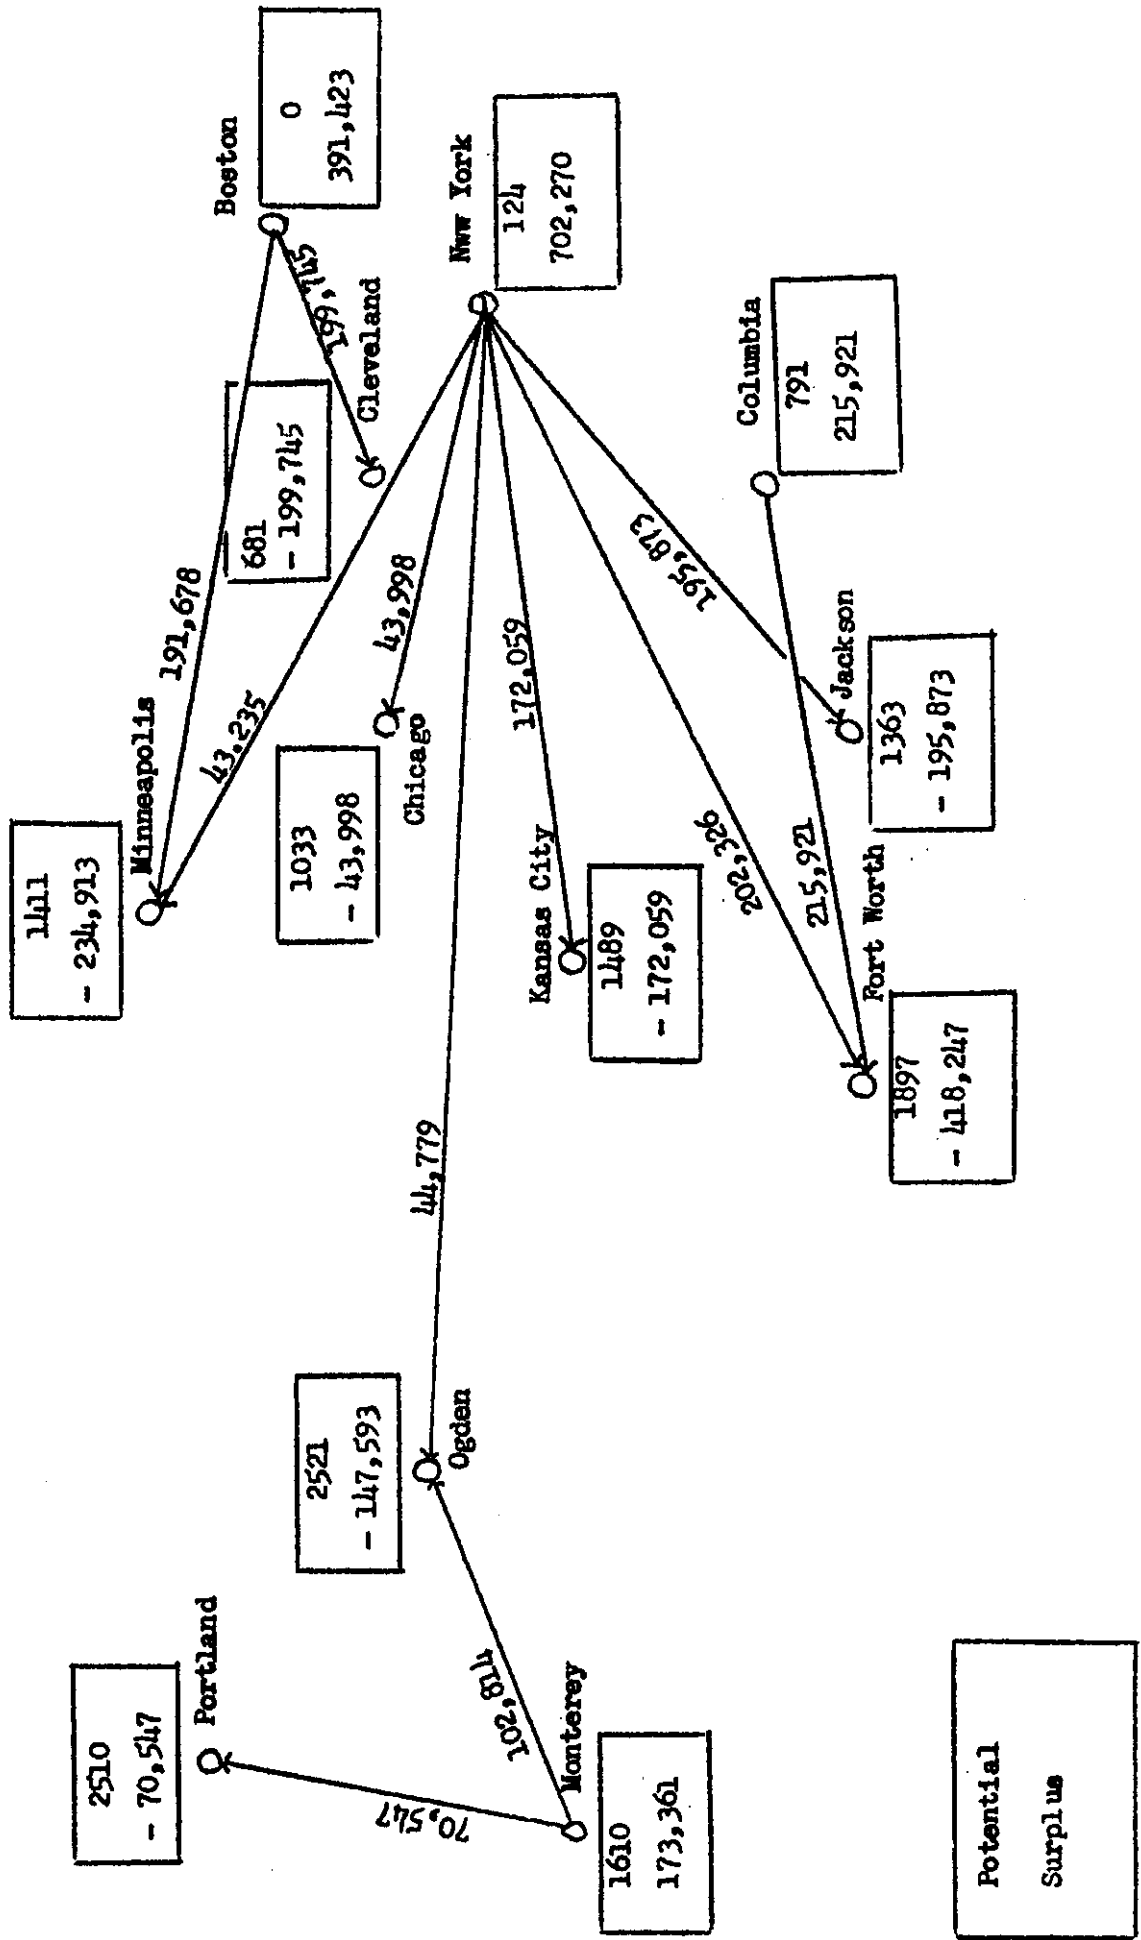 2510
- 70,547
Portland
70,547
1610
173,361
Monterey
102,814
2521
- 147,593
Ogden
44,779
1411
- 234,913
Minneapolis
191,678
43.235
1033
- 43,998
Chicago
43,998
681
- 199,745
Cleveland
199,745
Boston
0
391,423
Nww York
124
702,270
Kansas City
1489
- 172,059
172,059
202,326
215,921
Fort Worth
1897
- 418,247
195,873
Jackson
1363
- 195,873
Columbia
791
215,921
Potential
Surplus